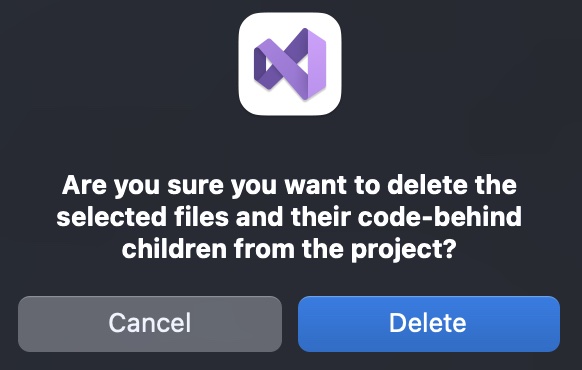 Are you sure you want to delete the
selected files and their code-behind
children from the project?
Cancel
Delete